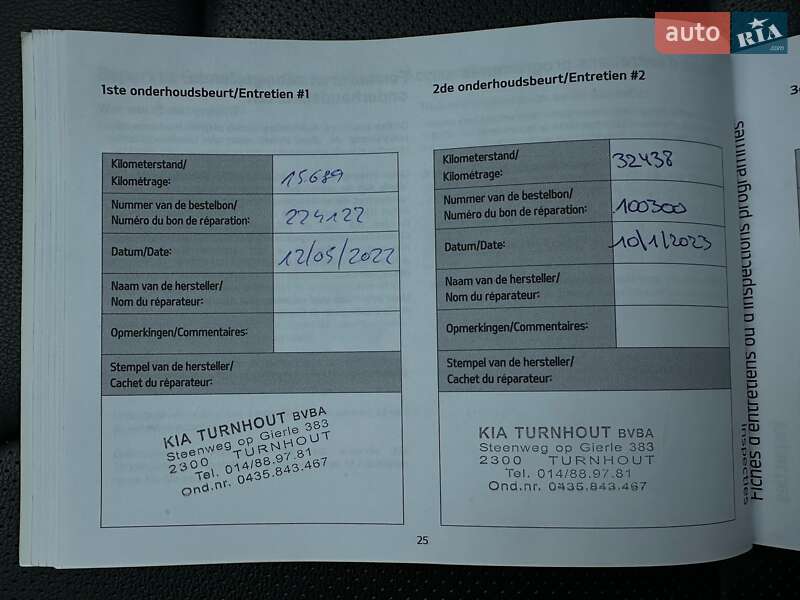 auto RIA.com
1ste onderhoudsbeurt/Entretien #1
Kilometerstand/
Kilométrage: 15.689
Nummer van de bestelbon/
Numéro du bon de réparation: 224122
Datum/Date: 12/05/2022
Naam van de hersteller/
Nom du réparateur:
Opmerkingen/Commentaires:
Stempel van de hersteller/
Cachet du réparateur:
KIA TURNHOUT BVBA
Steenweg op Gierle 383
2300 TURNHOUT
Tel. 014/88.97.81
Ond.nr. 0435.843.467
2de onderhoudsbeurt/Entretien #2
Kilometerstand/
Kilométrage: 32438
Nummer van de bestelbon/
Numéro du bon de réparation: 100300
Datum/Date: 10/1/2023
Naam van de hersteller/
Nom du réparateur:
Opmerkingen/Commentaires:
Stempel van de hersteller/
Cachet du réparateur:
KIA TURNHOUT BVBA
Steenweg op Gierle 383
2300 TURNHOUT
Tel. 014/88.97.81
Ond.nr. 0435.843.467
25
Fiches d'entretiens ou d'inspections programmés